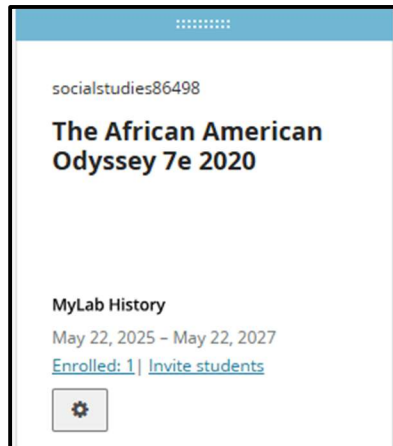 socialstudies86498
The African American
Odyssey 7e 2020
MyLab History
May 22, 2025 – May 22, 2027
Enrolled: 1| Invite students